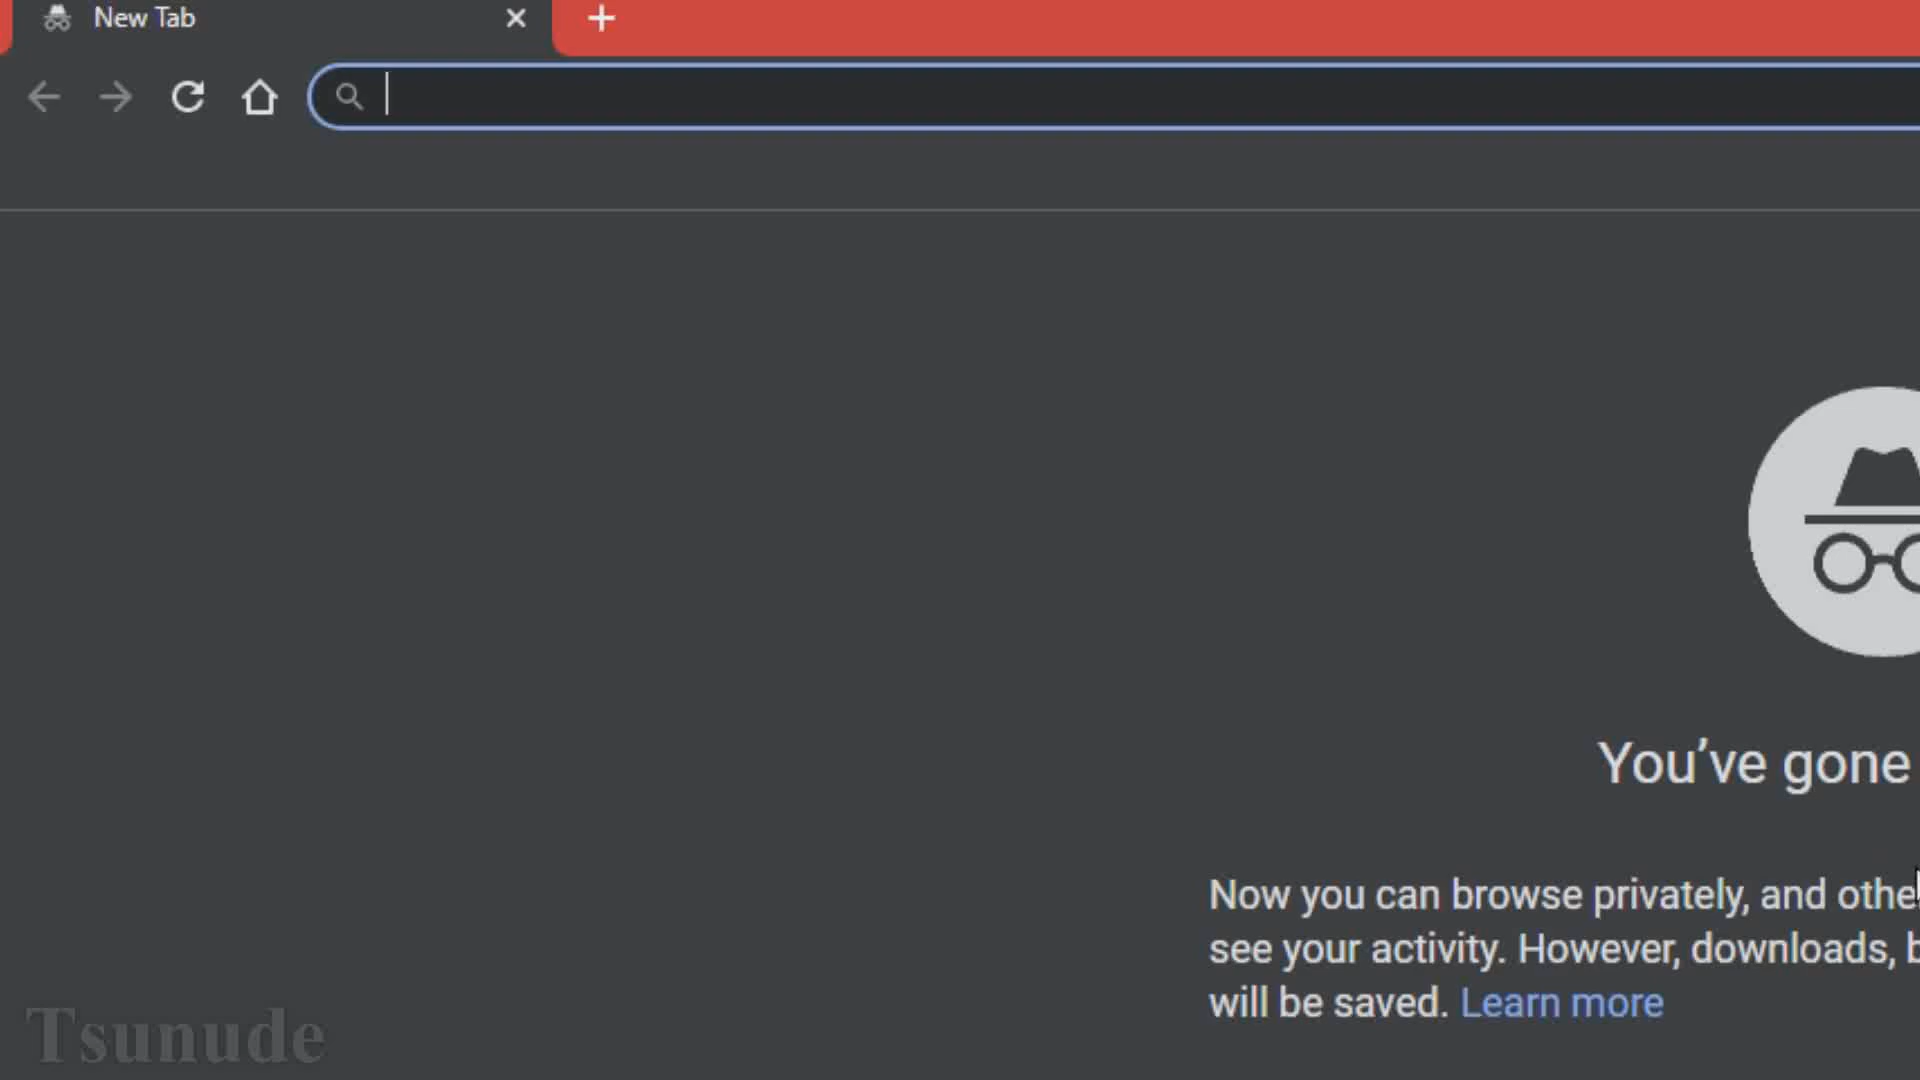 New Tab
You’ve gone
Now you can browse privately, and othe
see your activity. However, downloads, b
will be saved. Learn more
Tsunude